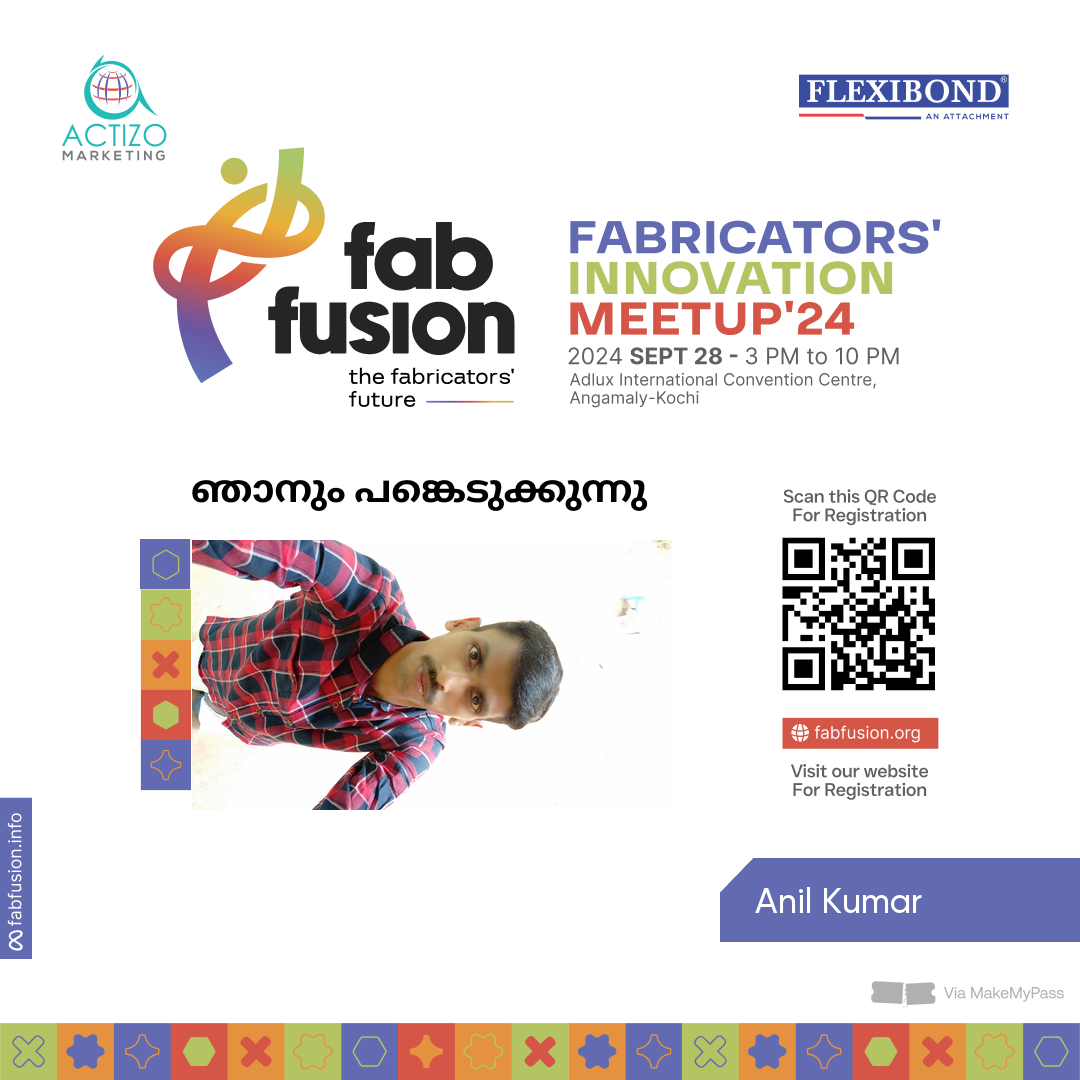 ACTIZO
MARKETING
FLEXIBOND®
AN ATTACHMENT
fab
fusion
the fabricators'
future
FABRICATORS'
INNOVATION
MEETUP'24
2024 SEPT 28 - 3 PM to 10 PM
Adlux International Convention Centre,
Angamaly-Kochi
ഞാനും പങ്കെടുക്കുന്നു
Scan this QR Code
For Registration
fabfusion.org
Visit our website
For Registration
fabfusion.info
Anil Kumar
Via MakeMyPass